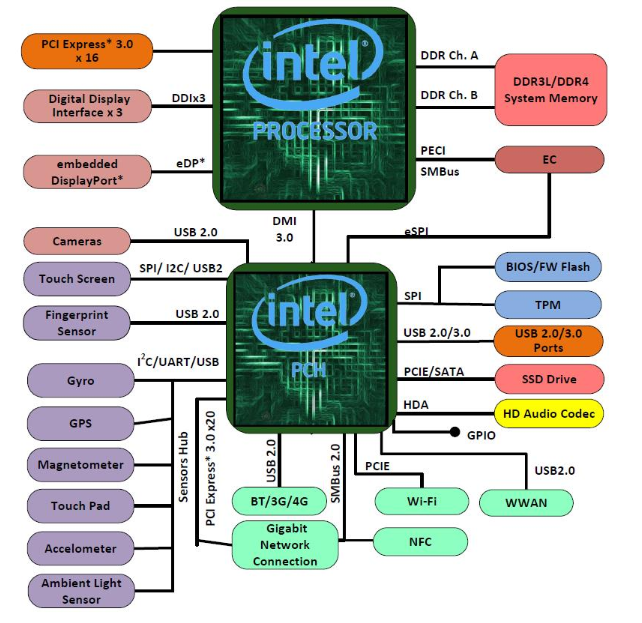 PCI Express* 3.0
x 16
Digital Display
Interface x 3
DDIx3
embedded
DisplayPort*
eDP*
intel®
PROCESSOR
DDR Ch. A
DDR Ch. B
DDR3L/DDR4
System Memory
PECI
SMBus
EC
DMI
3.0
eSPI
Cameras
USB 2.0
Touch Screen
SPI/ I2C/ USB2
Fingerprint
Sensor
USB 2.0
intel®
PCH
SPI
BIOS/FW Flash
TPM
USB 2.0/3.0
USB 2.0/3.0
Ports
PCIE/SATA
SSD Drive
HDA
HD Audio Codec
GPIO
I²C/UART/USB
Gyro
GPS
Magnetometer
Touch Pad
Accelometer
Ambient Light
Sensor
Sensors Hub
PCI Express* 3.0 x20
USB 2.0
SMBus 2.0
PCIE
USB2.0
BT/3G/4G
Wi-Fi
WWAN
Gigabit
Network
Connection
NFC